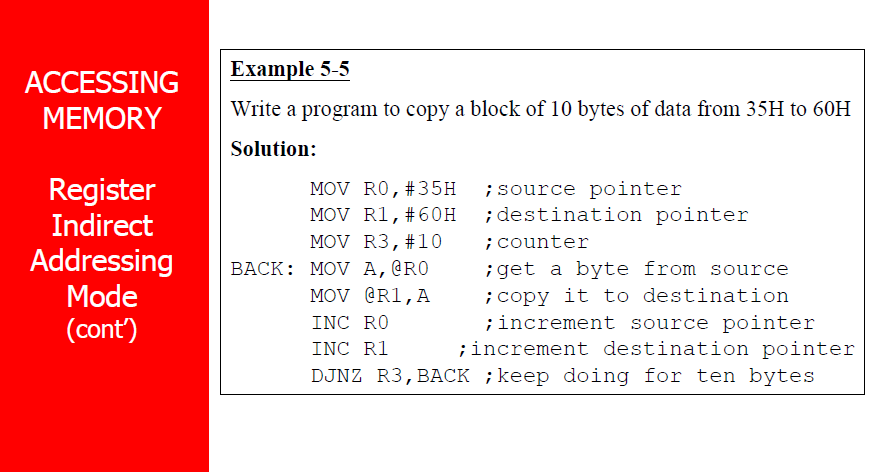 ACCESSING
MEMORY
Register
Indirect
Addressing
Mode
(cont’)
Example 5-5
Write a program to copy a block of 10 bytes of data from 35H to 60H
Solution:
MOV R0,#35H ;source pointer
MOV R1,#60H ;destination pointer
MOV R3,#10 ;counter
BACK: MOV A,@R0 ;get a byte from source
MOV @R1,A ;copy it to destination
INC R0 ;increment source pointer
INC R1 ;increment destination pointer
DJNZ R3,BACK ;keep doing for ten bytes